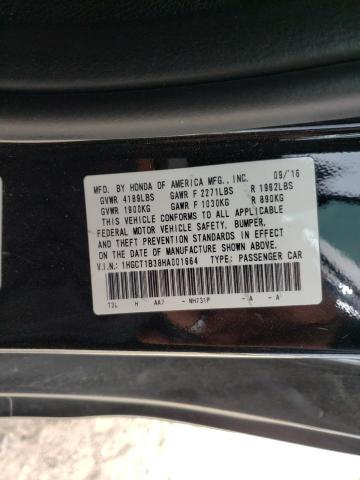 MFD. BY HONDA OF AMERICA MFG., INC. 09/16
GVWR 4189LBS GAWR F 2271LBS R 1962LBS
GVWR 1900KG GAWR F 1030KG R 890KG
THIS VEHICLE CONFORMS TO ALL APPLICABLE
FEDERAL MOTOR VEHICLE SAFETY, BUMPER,
AND THEFT PREVENTION STANDARDS IN EFFECT
ON THE DATE OF MANUFACTURE SHOWN ABOVE.
V.I.N.: 1HGCT1B38HA001664 TYPE: PASSENGER CAR
T3L H AA7 - NH731P - A - A